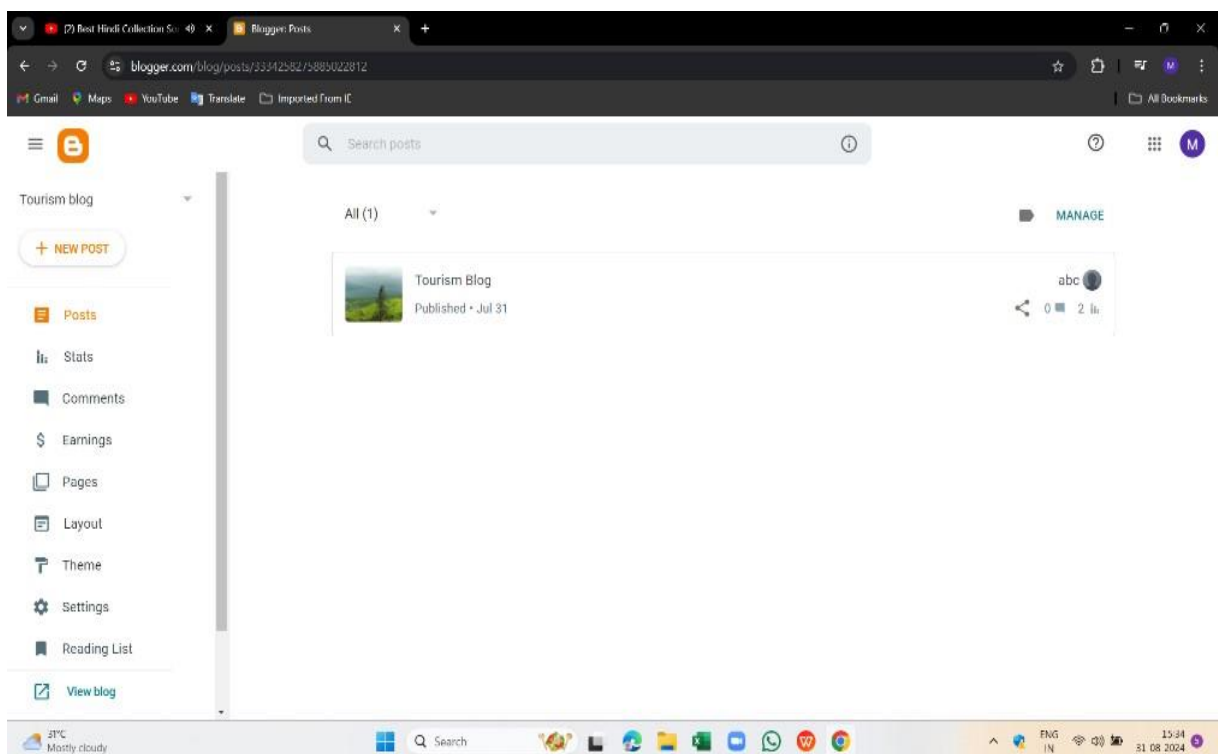 (2) Best Hindi Collection So
Blogger: Posts
blogger.com/blog/posts/3334258275885022812
M
Gmail
Maps
YouTube
Translate
Imported From IE
All Bookmarks
Search posts
M
Tourism blog
NEW POST
Posts
Stats
Comments
Earnings
Pages
Layout
Theme
Settings
Reading List
View blog
All (1)
MANAGE
Tourism Blog
abc
Published • Jul 31
0 2
31°C
Mostly cloudy
Search
ENG
IN
15:34
31 08 2024